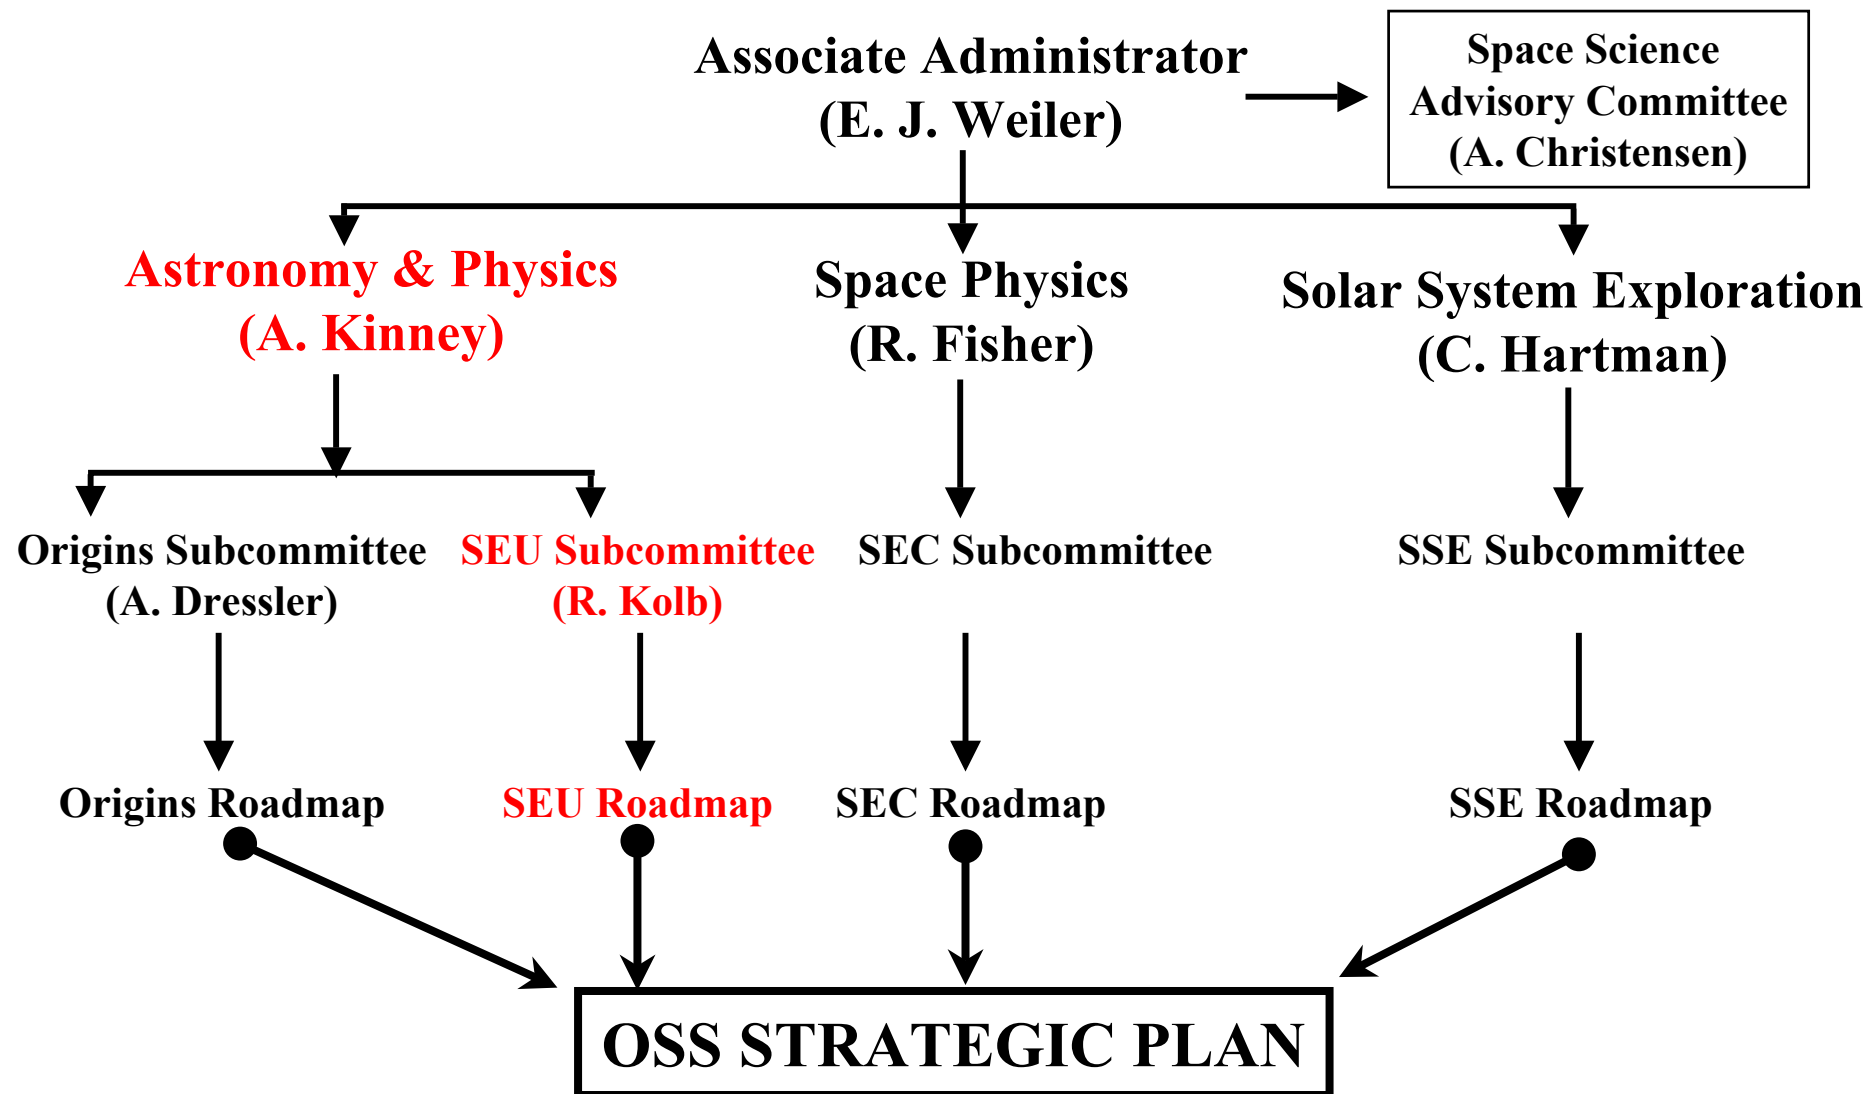 Associate Administrator
(E. J. Weiler)
Space Science
Advisory Committee
(A. Christensen)
Astronomy & Physics
(A. Kinney)
Space Physics
(R. Fisher)
Solar System Exploration
(C. Hartman)
Origins Subcommittee
(A. Dressler)
SEU Subcommittee
(R. Kolb)
SEC Subcommittee
SSE Subcommittee
Origins Roadmap
SEU Roadmap
SEC Roadmap
SSE Roadmap
OSS STRATEGIC PLAN